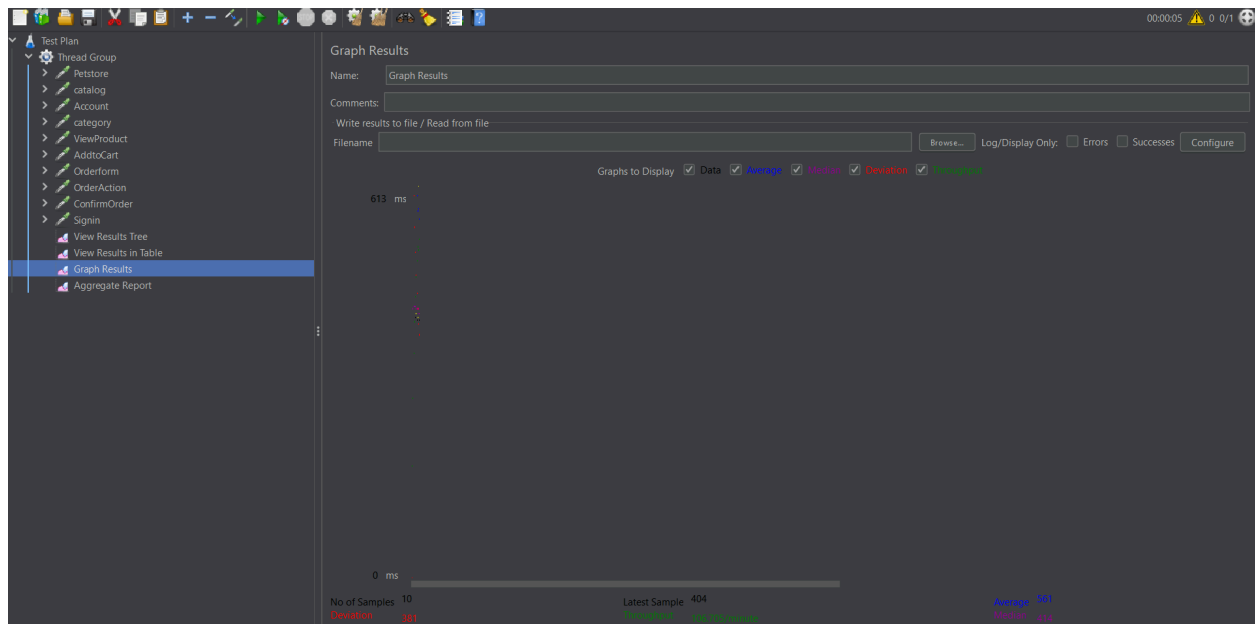 00:00:05 0 0/1
Test Plan
Thread Group
Petstore
catalog
Account
category
ViewProduct
AddtoCart
Orderform
OrderAction
ConfirmOrder
Signin
View Results Tree
View Results in Table
Graph Results
Aggregate Report
Graph Results
Name: Graph Results
Comments:
Write results to file / Read from file
Filename Browse... Log/Display Only: Errors Successes Configure
Graphs to Display Data Average Median Deviation Throughput
613 ms
0 ms
No of Samples 10 Latest Sample 404 Average 561
Deviation 381 Throughput Median